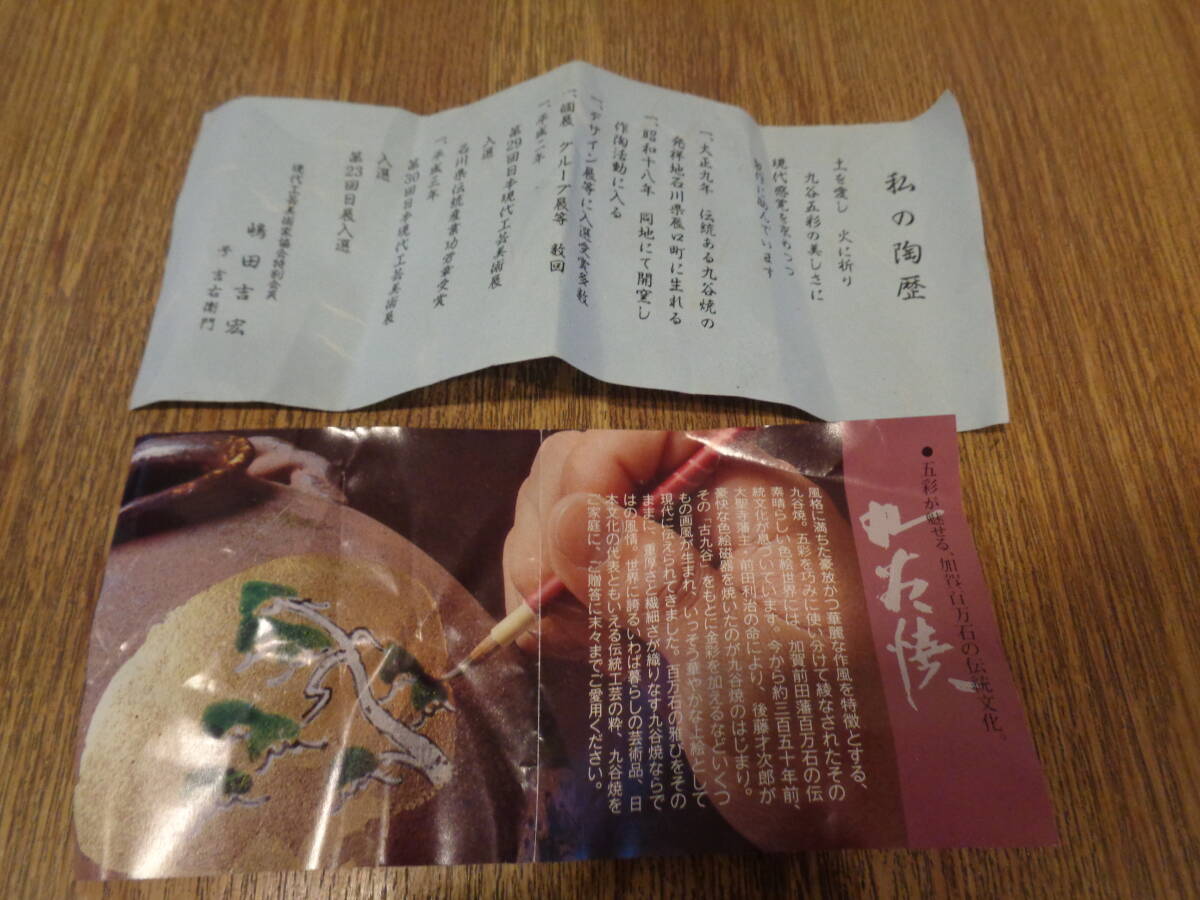 私の陶歴
土を愛し 火に祈り
九谷五彩の美しさに
現代感覚を
一、大正九年 伝統ある九谷焼の
発祥地石川県辰口町に生れる
一、昭和十八年 同地にて開窯し
作陶活動に入る
一、デザイン展等に入選受賞多数
一、個展 グループ展等 数回
一、平成二年
第29回日本現代工芸美術展
入選
石川県伝統産業功労章受賞
一、平成三年
第30回日本現代工芸美術展
入選
第23回日展入選
現代工芸美術家協会特別会員
嶋田吉宏
号 吉右衛門
●五彩が魅せる、加賀百万石の伝統文化。
九谷焼
風格に満ちた豪放かつ華麗な作風を特徴とする、
九谷焼。五彩を巧みに使い分けて綾なされたその
素晴らしい色絵世界には、加賀前田藩百万石の伝
統文化が息づいています。今から約三百五十年前、
大聖寺藩主・前田利治の命により、後藤才次郎が
豪快な色絵磁器を焼いたのが九谷焼のはじまり。
その「古九谷」をもとに金彩を加えるなどいくつ
もの画風が生まれ、いっそう華やかな上絵として
現代に伝えられてきました。百万石の雅びをその
ままに、重厚さと繊細さが織りなす九谷焼ならで
はの風情。世界に誇るいわば暮らしの芸術品、日
本文化の代表ともいえる伝統工芸の粋、九谷焼を
ご家庭に、ご贈答に末々までご愛用ください。